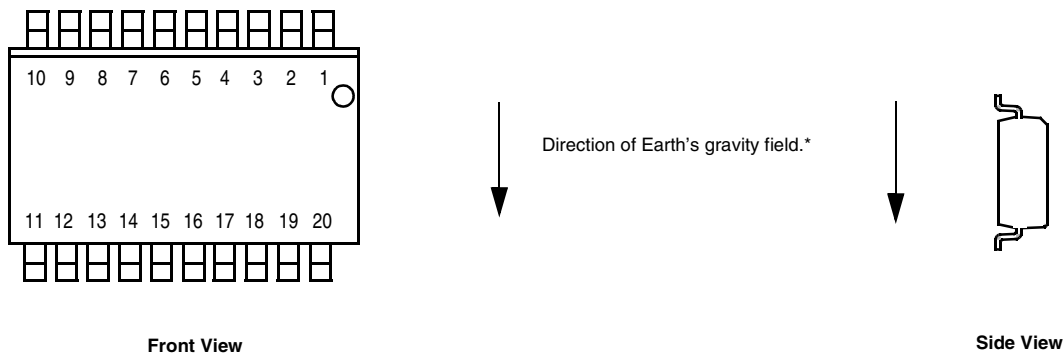 10 9 8 7 6 5 4 3 2 1
Direction of Earth's gravity field.*
11 12 13 14 15 16 17 18 19 20
Front View
Side View